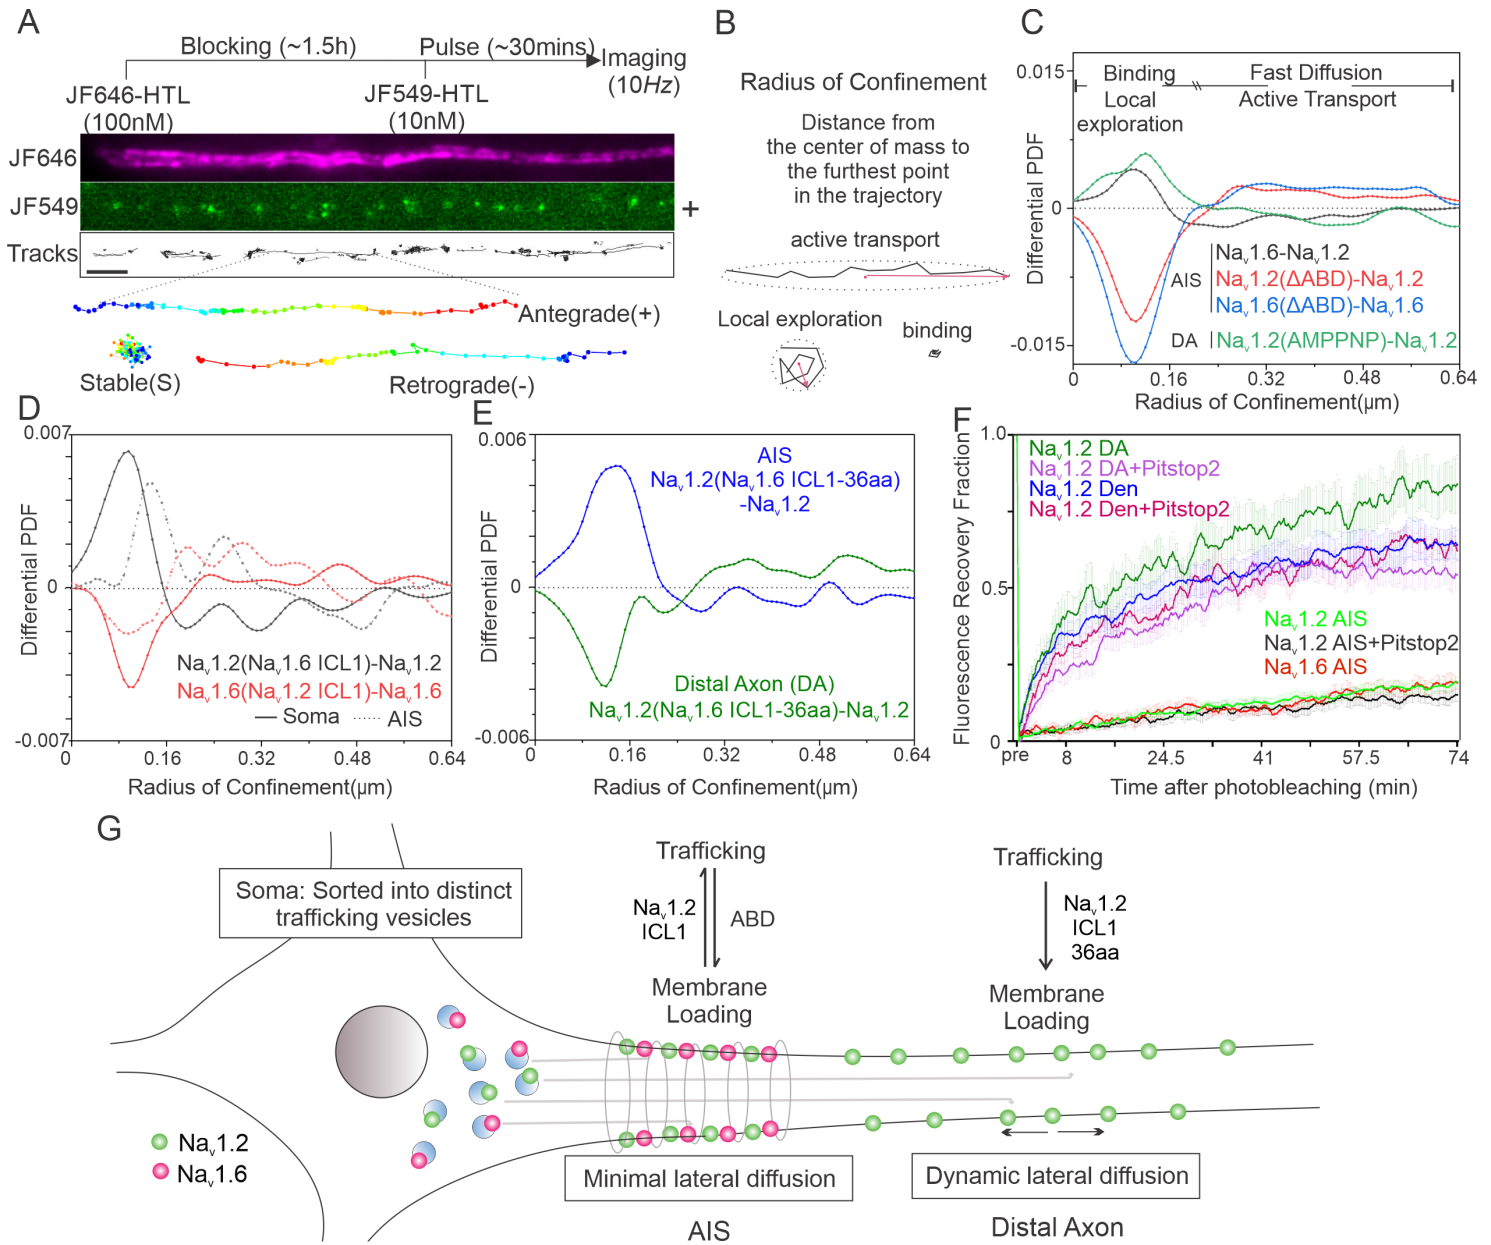 A
Blocking (~1.5h)
Pulse (~30mins)
Imaging
(10Hz)
JF646-HTL
(100nM)
JF549-HTL
(10nM)
JF646
JF549
+
Tracks
Antegrade(+)
Stable(S)
Retrograde(-)
B
Radius of Confinement
Distance from
the center of mass to
the furthest point
in the trajectory
active transport
Local exploration
binding
C
0.015
0
-0.015
Differential PDF
Binding
Local
exploration
Fast Diffusion
Active Transport
AIS
Nav1.6-Nav1.2
Nav1.2(ΔABD)-Nav1.2
Nav1.6(ΔABD)-Nav1.6
DA
Nav1.2(AMPPNP)-Nav1.2
0 0.16 0.32 0.48 0.64
Radius of Confinement(µm)
D
0.007
0
-0.007
Differential PDF
Nav1.2(Nav1.6 ICL1)-Nav1.2
Nav1.6(Nav1.2 ICL1)-Nav1.6
Soma
AIS
0 0.16 0.32 0.48 0.64
Radius of Confinement(µm)
E
0.006
0
-0.006
Differential PDF
AIS
Nav1.2(Nav1.6 ICL1-36aa)
-Nav1.2
Distal Axon (DA)
Nav1.2(Nav1.6 ICL1-36aa)-Nav1.2
0 0.16 0.32 0.48 0.64
Radius of Confinement(µm)
F
1.0
0.5
0
Fluorescence Recovery Fraction
Nav1.2 DA
Nav1.2 DA+Pitstop2
Nav1.2 Den
Nav1.2 Den+Pitstop2
Nav1.2 AIS
Nav1.2 AIS+Pitstop2
Nav1.6 AIS
pre 8 24.5 41 57.5 74
Time after photobleaching (min)
G
Soma: Sorted into distinct
trafficking vesicles
Trafficking
Nav1.2
ICL1
ABD
Membrane
Loading
Trafficking
Nav1.2
ICL1
36aa
Membrane
Loading
Nav1.2
Nav1.6
Minimal lateral diffusion
AIS
Dynamic lateral diffusion
Distal Axon